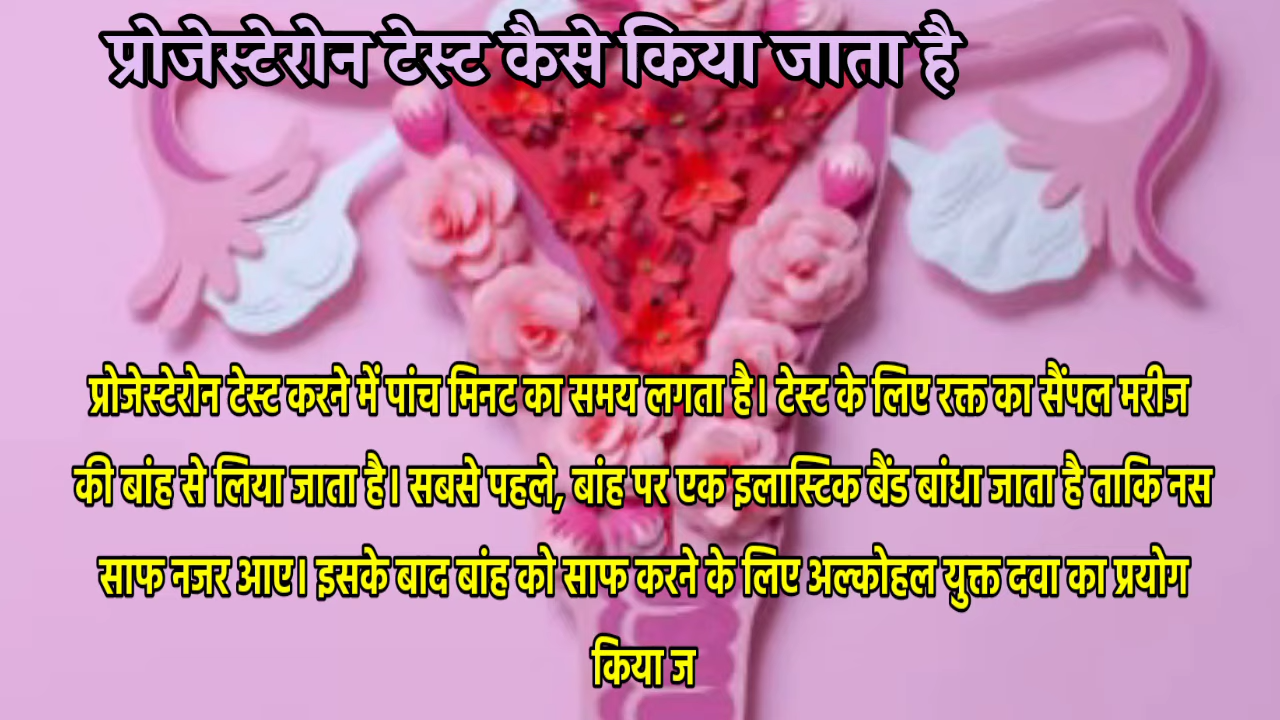 प्रोजेस्टेरोन टेस्ट कैसे किया जाता है
प्रोजेस्टेरोन टेस्ट करने में पांच मिनट का समय लगता है। टेस्ट के लिए रक्त का सैंपल मरीज
की बांह से लिया जाता है। सबसे पहले, बांह पर एक इलास्टिक बैंड बांधा जाता है ताकि नस
साफ नजर आए। इसके बाद बांह को साफ करने के लिए अल्कोहल युक्त दवा का प्रयोग
किया ज